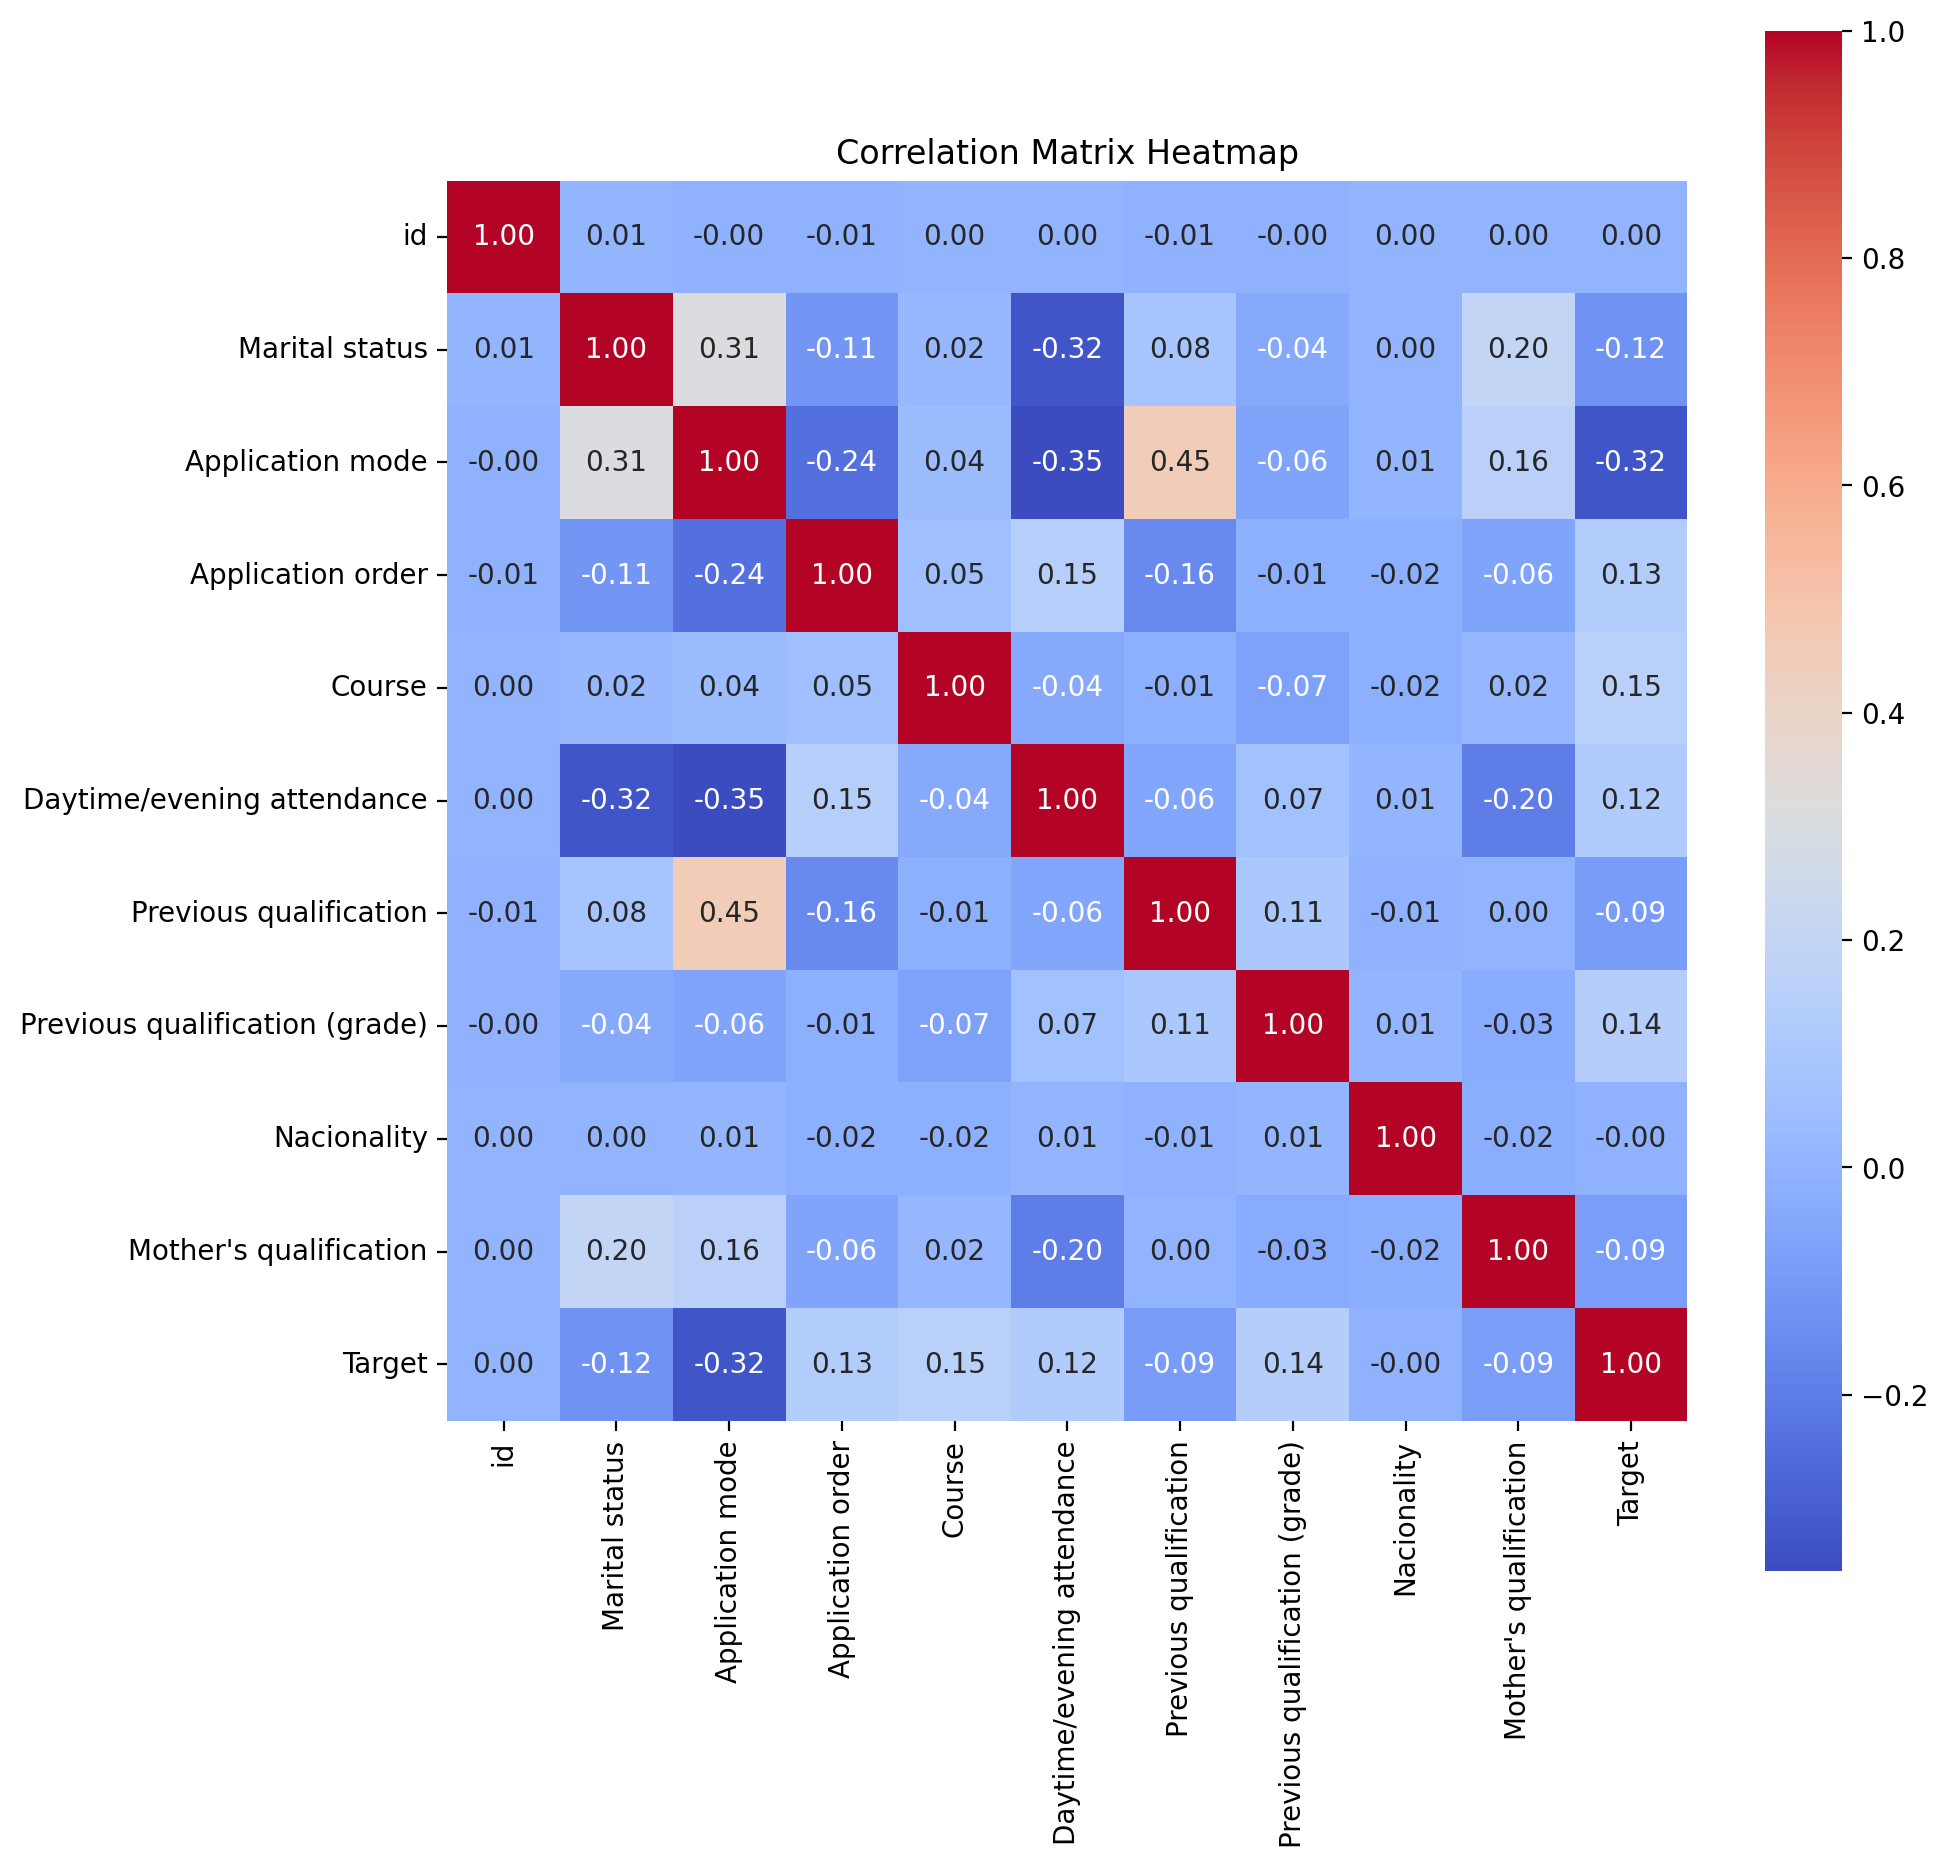 Correlation Matrix Heatmap
id 1.00 0.01 -0.00 -0.01 0.00 0.00 -0.01 -0.00 0.00 0.00 0.00
Marital status 0.01 1.00 0.31 -0.11 0.02 -0.32 0.08 -0.04 0.00 0.20 -0.12
Application mode -0.00 0.31 1.00 -0.24 0.04 -0.35 0.45 -0.06 0.01 0.16 -0.32
Application order -0.01 -0.11 -0.24 1.00 0.05 0.15 -0.16 -0.01 -0.02 -0.06 0.13
Course 0.00 0.02 0.04 0.05 1.00 -0.04 -0.01 -0.07 -0.02 0.02 0.15
Daytime/evening attendance 0.00 -0.32 -0.35 0.15 -0.04 1.00 -0.06 0.07 0.01 -0.20 0.12
Previous qualification -0.01 0.08 0.45 -0.16 -0.01 -0.06 1.00 0.11 -0.01 0.00 -0.09
Previous qualification (grade) -0.00 -0.04 -0.06 -0.01 -0.07 0.07 0.11 1.00 0.01 -0.03 0.14
Nacionality 0.00 0.00 0.01 -0.02 -0.02 0.01 -0.01 0.01 1.00 -0.02 -0.00
Mother's qualification 0.00 0.20 0.16 -0.06 0.02 -0.20 0.00 -0.03 -0.02 1.00 -0.09
Target 0.00 -0.12 -0.32 0.13 0.15 0.12 -0.09 0.14 -0.00 -0.09 1.00
id
Marital status
Application mode
Application order
Course
Daytime/evening attendance
Previous qualification
Previous qualification (grade)
Nacionality
Mother's qualification
Target
1.0
0.8
0.6
0.4
0.2
0.0
−0.2